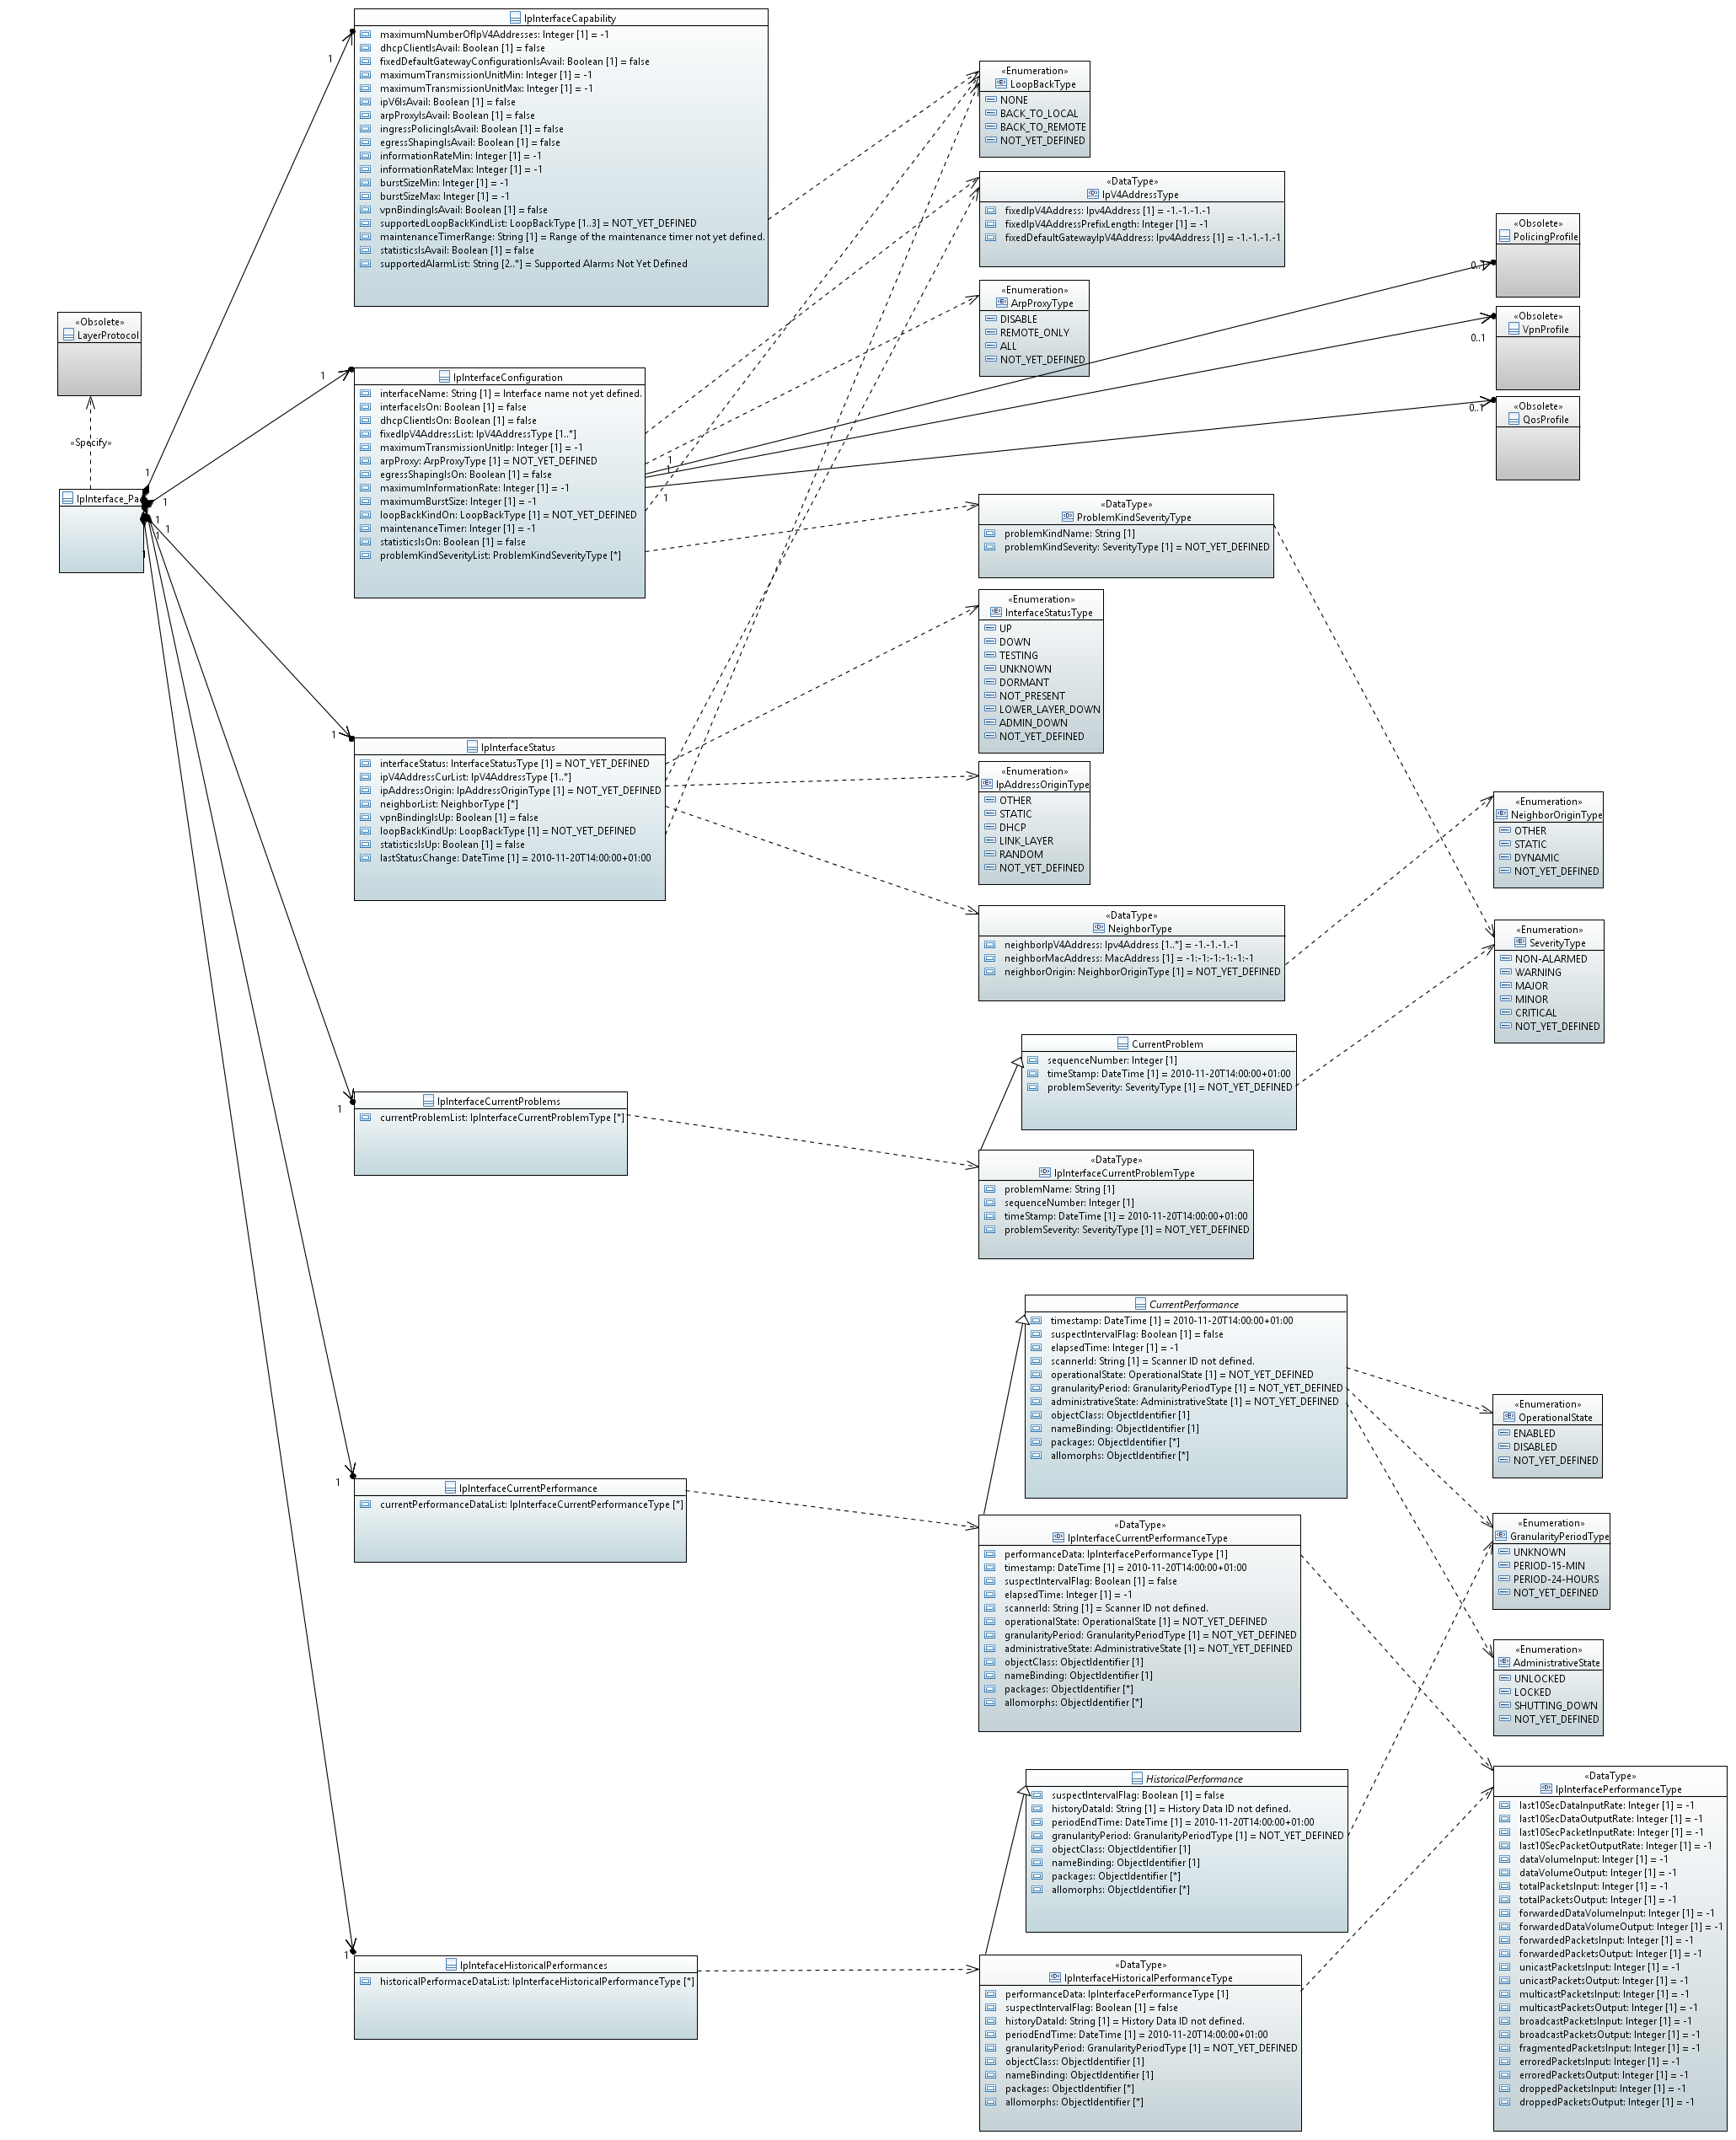 IpInterfaceCapability
maximumNumberOfIpV4Addresses: Integer [1] = -1
dhcpClientIsAvail: Boolean [1] = false
fixedDefaultGatewayConfigurationIsAvail: Boolean [1] = false
maximumTransmissionUnitMin: Integer [1] = -1
maximumTransmissionUnitMax: Integer [1] = -1
ipV6IsAvail: Boolean [1] = false
arpProxyIsAvail: Boolean [1] = false
ingressPolicingIsAvail: Boolean [1] = false
egressShapingIsAvail: Boolean [1] = false
informationRateMin: Integer [1] = -1
informationRateMax: Integer [1] = -1
burstSizeMin: Integer [1] = -1
burstSizeMax: Integer [1] = -1
vpnBindingIsAvail: Boolean [1] = false
supportedLoopBackKindList: LoopBackType [1..3] = NOT_YET_DEFINED
maintenanceTimerRange: String [1] = Range of the maintenance timer not yet defined.
statisticsIsAvail: Boolean [1] = false
supportedAlarmList: String [2..*] = Supported Alarms Not Yet Defined
1
«Enumeration»
LoopBackType
NONE
BACK_TO_LOCAL
BACK_TO_REMOTE
NOT_YET_DEFINED
«DataType»
IpV4AddressType
fixedIpV4Address: Ipv4Address [1] = -1.-1.-1.-1
fixedIpV4AddressPrefixLength: Integer [1] = -1
fixedDefaultGatewayIpV4Address: Ipv4Address [1] = -1.-1.-1.-1
«Enumeration»
ArpProxyType
DISABLE
REMOTE_ONLY
ALL
NOT_YET_DEFINED
«Obsolete»
PolicingProfile
0..1
«Obsolete»
VpnProfile
0..1
«Obsolete»
QosProfile
0..1
«Obsolete»
LayerProtocol
«Specify»
IpInterface_Pa
1
1
1
1
1
1
IpInterfaceConfiguration
interfaceName: String [1] = Interface name not yet defined.
interfaceIsOn: Boolean [1] = false
dhcpClientIsOn: Boolean [1] = false
fixedIpV4AddressList: IpV4AddressType [1..*]
maximumTransmissionUnitIp: Integer [1] = -1
arpProxy: ArpProxyType [1] = NOT_YET_DEFINED
egressShapingIsOn: Boolean [1] = false
maximumInformationRate: Integer [1] = -1
maximumBurstSize: Integer [1] = -1
loopBackKindOn: LoopBackType [1] = NOT_YET_DEFINED
maintenanceTimer: Integer [1] = -1
statisticsIsOn: Boolean [1] = false
problemKindSeverityList: ProblemKindSeverityType [*]
1
1
1
1
«DataType»
ProblemKindSeverityType
problemKindName: String [1]
problemKindSeverity: SeverityType [1] = NOT_YET_DEFINED
«Enumeration»
InterfaceStatusType
UP
DOWN
TESTING
UNKNOWN
DORMANT
NOT_PRESENT
LOWER_LAYER_DOWN
ADMIN_DOWN
NOT_YET_DEFINED
IpInterfaceStatus
interfaceStatus: InterfaceStatusType [1] = NOT_YET_DEFINED
ipV4AddressCurList: IpV4AddressType [1..*]
ipAddressOrigin: IpAddressOriginType [1] = NOT_YET_DEFINED
neighborList: NeighborType [*]
vpnBindingIsUp: Boolean [1] = false
loopBackKindUp: LoopBackType [1] = NOT_YET_DEFINED
statisticsIsUp: Boolean [1] = false
lastStatusChange: DateTime [1] = 2010-11-20T14:00:00+01:00
1
«Enumeration»
IpAddressOriginType
OTHER
STATIC
DHCP
LINK_LAYER
RANDOM
NOT_YET_DEFINED
«Enumeration»
NeighborOriginType
OTHER
STATIC
DYNAMIC
NOT_YET_DEFINED
«DataType»
NeighborType
neighborIpV4Address: Ipv4Address [1..*] = -1.-1.-1.-1
neighborMacAddress: MacAddress [1] = -1:-1:-1:-1:-1:-1
neighborOrigin: NeighborOriginType [1] = NOT_YET_DEFINED
«Enumeration»
SeverityType
NON-ALARMED
WARNING
MAJOR
MINOR
CRITICAL
NOT_YET_DEFINED
CurrentProblem
sequenceNumber: Integer [1]
timeStamp: DateTime [1] = 2010-11-20T14:00:00+01:00
problemSeverity: SeverityType [1] = NOT_YET_DEFINED
IpInterfaceCurrentProblems
currentProblemList: IpInterfaceCurrentProblemType [*]
1
«DataType»
IpInterfaceCurrentProblemType
problemName: String [1]
sequenceNumber: Integer [1]
timeStamp: DateTime [1] = 2010-11-20T14:00:00+01:00
problemSeverity: SeverityType [1] = NOT_YET_DEFINED
CurrentPerformance
timestamp: DateTime [1] = 2010-11-20T14:00:00+01:00
suspectIntervalFlag: Boolean [1] = false
elapsedTime: Integer [1] = -1
scannerId: String [1] = Scanner ID not defined.
operationalState: OperationalState [1] = NOT_YET_DEFINED
granularityPeriod: GranularityPeriodType [1] = NOT_YET_DEFINED
administrativeState: AdministrativeState [1] = NOT_YET_DEFINED
objectClass: ObjectIdentifier [1]
nameBinding: ObjectIdentifier [1]
packages: ObjectIdentifier [*]
allomorphs: ObjectIdentifier [*]
«Enumeration»
OperationalState
ENABLED
DISABLED
NOT_YET_DEFINED
IpInterfaceCurrentPerformance
currentPerformanceDataList: IpInterfaceCurrentPerformanceType [*]
1
«DataType»
IpInterfaceCurrentPerformanceType
performanceData: IpInterfacePerformanceType [1]
timestamp: DateTime [1] = 2010-11-20T14:00:00+01:00
suspectIntervalFlag: Boolean [1] = false
elapsedTime: Integer [1] = -1
scannerId: String [1] = Scanner ID not defined.
operationalState: OperationalState [1] = NOT_YET_DEFINED
granularityPeriod: GranularityPeriodType [1] = NOT_YET_DEFINED
administrativeState: AdministrativeState [1] = NOT_YET_DEFINED
objectClass: ObjectIdentifier [1]
nameBinding: ObjectIdentifier [1]
packages: ObjectIdentifier [*]
allomorphs: ObjectIdentifier [*]
«Enumeration»
GranularityPeriodType
UNKNOWN
PERIOD-15-MIN
PERIOD-24-HOURS
NOT_YET_DEFINED
«Enumeration»
AdministrativeState
UNLOCKED
LOCKED
SHUTTING_DOWN
NOT_YET_DEFINED
HistoricalPerformance
suspectIntervalFlag: Boolean [1] = false
historyDataId: String [1] = History Data ID not defined.
periodEndTime: DateTime [1] = 2010-11-20T14:00:00+01:00
granularityPeriod: GranularityPeriodType [1] = NOT_YET_DEFINED
objectClass: ObjectIdentifier [1]
nameBinding: ObjectIdentifier [1]
packages: ObjectIdentifier [*]
allomorphs: ObjectIdentifier [*]
«DataType»
IpInterfacePerformanceType
last10SecDataInputRate: Integer [1] = -1
last10SecDataOutputRate: Integer [1] = -1
last10SecPacketInputRate: Integer [1] = -1
last10SecPacketOutputRate: Integer [1] = -1
dataVolumeInput: Integer [1] = -1
dataVolumeOutput: Integer [1] = -1
totalPacketsInput: Integer [1] = -1
totalPacketsOutput: Integer [1] = -1
forwardedDataVolumeInput: Integer [1] = -1
forwardedDataVolumeOutput: Integer [1] = -1
forwardedPacketsInput: Integer [1] = -1
forwardedPacketsOutput: Integer [1] = -1
unicastPacketsInput: Integer [1] = -1
unicastPacketsOutput: Integer [1] = -1
multicastPacketsInput: Integer [1] = -1
multicastPacketsOutput: Integer [1] = -1
broadcastPacketsInput: Integer [1] = -1
broadcastPacketsOutput: Integer [1] = -1
fragmentedPacketsInput: Integer [1] = -1
erroredPacketsInput: Integer [1] = -1
erroredPacketsOutput: Integer [1] = -1
droppedPacketsInput: Integer [1] = -1
droppedPacketsOutput: Integer [1] = -1
IpIntefaceHistoricalPerformances
historicalPerformaceDataList: IpInterfaceHistoricalPerformanceType [*]
1
«DataType»
IpInterfaceHistoricalPerformanceType
performanceData: IpInterfacePerformanceType [1]
suspectIntervalFlag: Boolean [1] = false
historyDataId: String [1] = History Data ID not defined.
periodEndTime: DateTime [1] = 2010-11-20T14:00:00+01:00
granularityPeriod: GranularityPeriodType [1] = NOT_YET_DEFINED
objectClass: ObjectIdentifier [1]
nameBinding: ObjectIdentifier [1]
packages: ObjectIdentifier [*]
allomorphs: ObjectIdentifier [*]